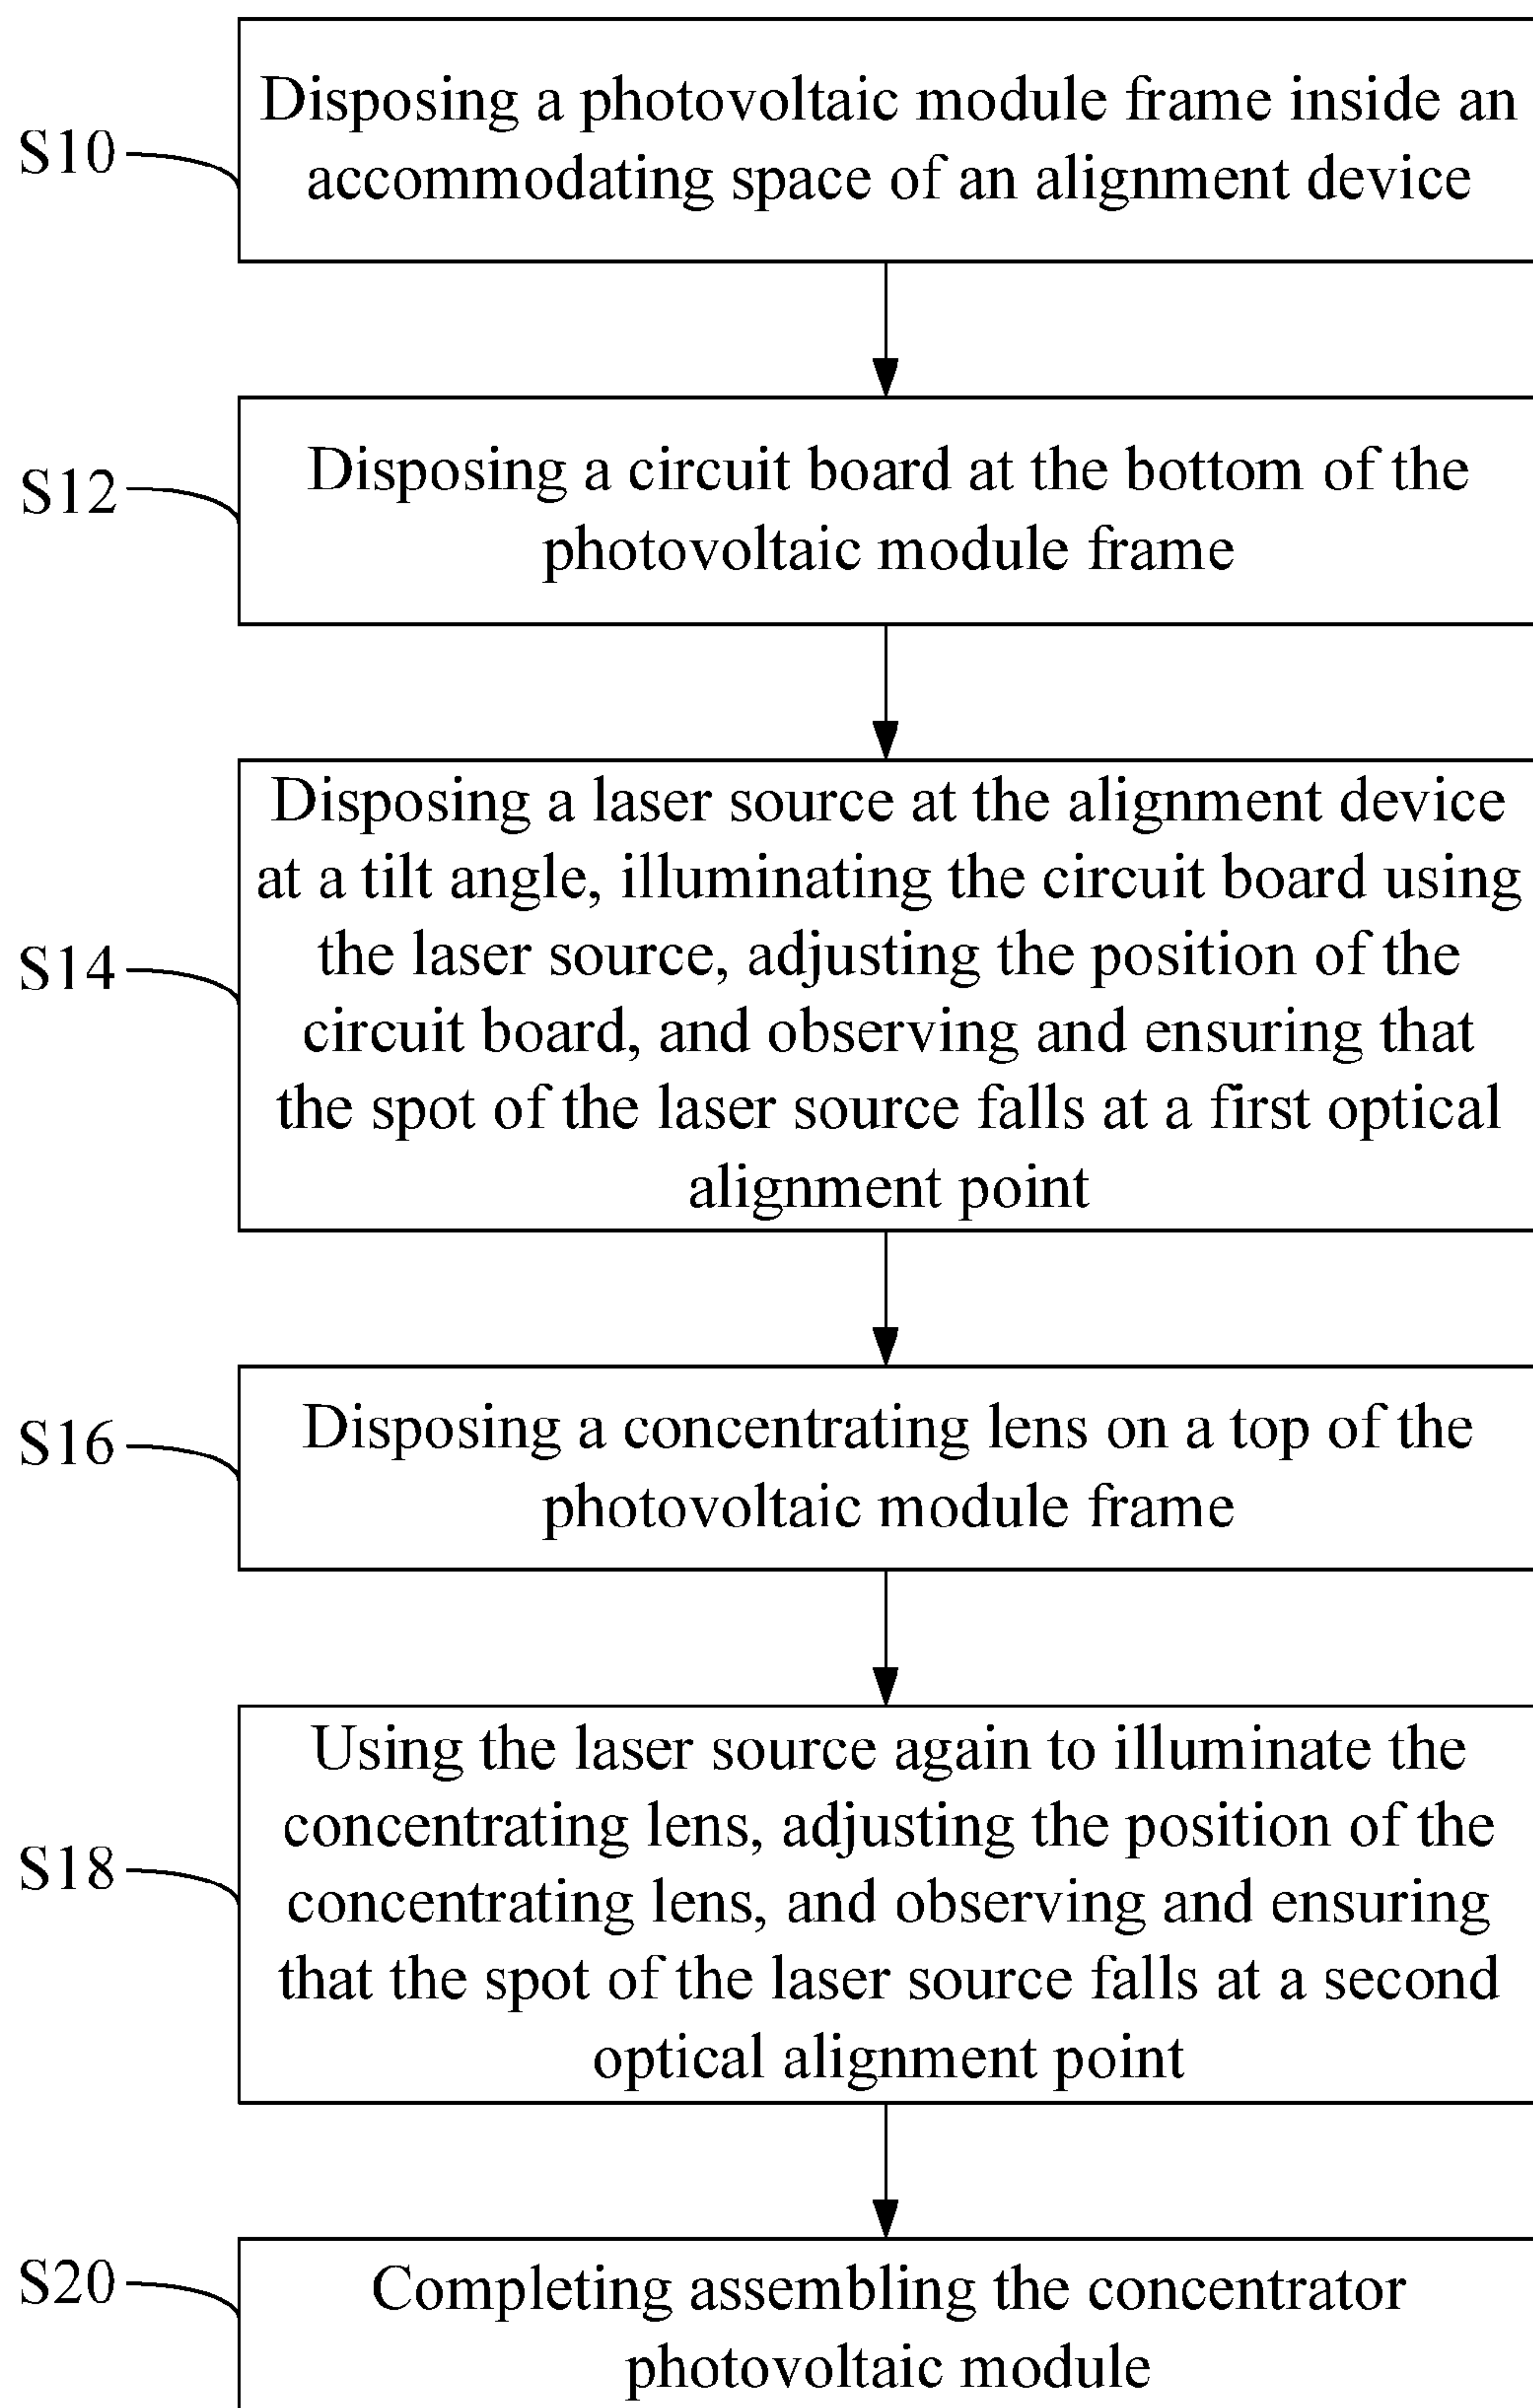 S10
Disposing a photovoltaic module frame inside an
accommodating space of an alignment device
S12
Disposing a circuit board at the bottom of the
photovoltaic module frame
S14
Disposing a laser source at the alignment device
at a tilt angle, illuminating the circuit board using
the laser source, adjusting the position of the
circuit board, and observing and ensuring that
the spot of the laser source falls at a first optical
alignment point
S16
Disposing a concentrating lens on a top of the
photovoltaic module frame
S18
Using the laser source again to illuminate the
concentrating lens, adjusting the position of the
concentrating lens, and observing and ensuring
that the spot of the laser source falls at a second
optical alignment point
S20
Completing assembling the concentrator
photovoltaic module